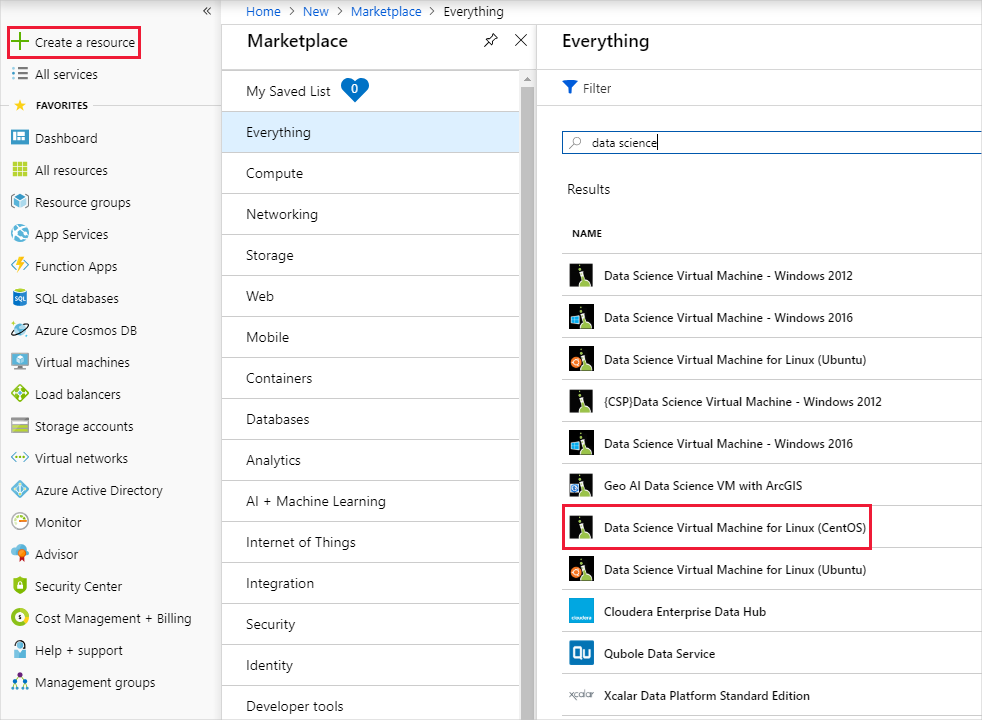 «
Create a resource
All services
FAVORITES
Dashboard
All resources
Resource groups
App Services
Function Apps
SQL databases
Azure Cosmos DB
Virtual machines
Load balancers
Storage accounts
Virtual networks
Azure Active Directory
Monitor
Advisor
Security Center
Cost Management + Billing
Help + support
Management groups
Home > New > Marketplace > Everything
Marketplace
My Saved List 0
Everything
Compute
Networking
Storage
Web
Mobile
Containers
Databases
Analytics
AI + Machine Learning
Internet of Things
Integration
Security
Identity
Developer tools
Everything
Filter
data science
Results
NAME
Data Science Virtual Machine - Windows 2012
Data Science Virtual Machine - Windows 2016
Data Science Virtual Machine for Linux (Ubuntu)
{CSP}Data Science Virtual Machine - Windows 2012
Data Science Virtual Machine - Windows 2016
Geo AI Data Science VM with ArcGIS
Data Science Virtual Machine for Linux (CentOS)
Data Science Virtual Machine for Linux (Ubuntu)
cloudera Cloudera Enterprise Data Hub
Qu Qubole Data Service
xcalar Xcalar Data Platform Standard Edition